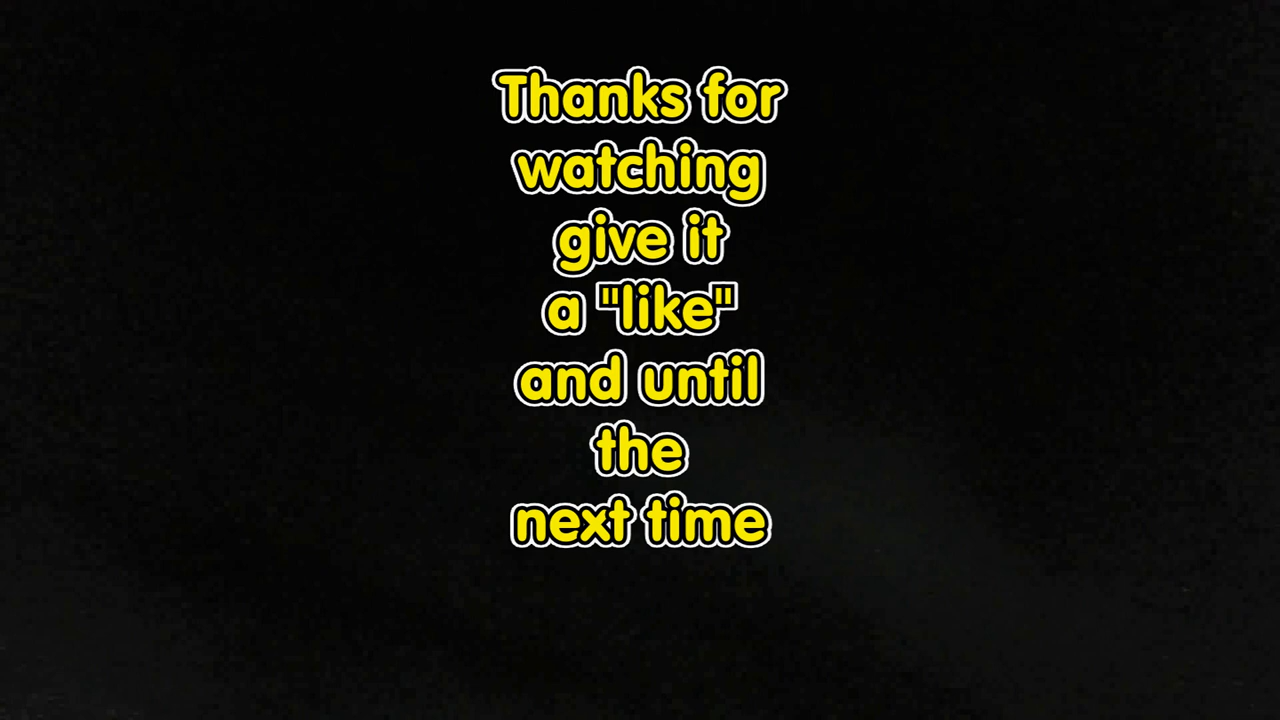 Thanks for
watching
give it
a "like"
and until
the
next time